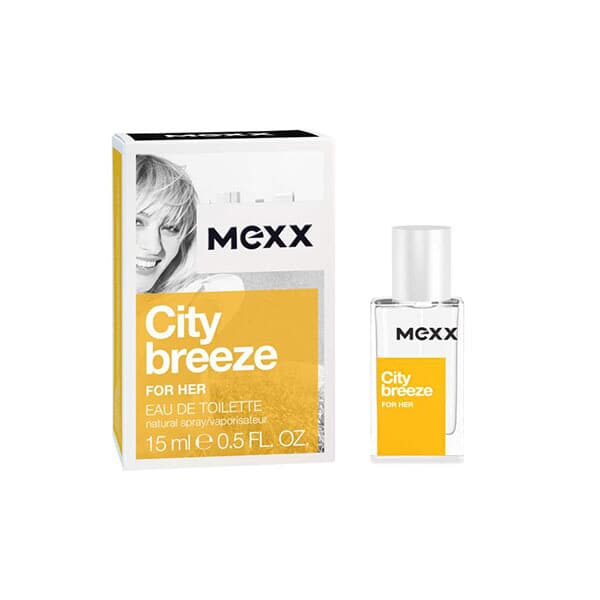 MEXX
MEXX
City
breeze
FOR HER
EAU DE TOILETTE
natural spray/vaporisateur
15 ml ℮ 0.5 FL. OZ.
MEXX
City
breeze
FOR HER